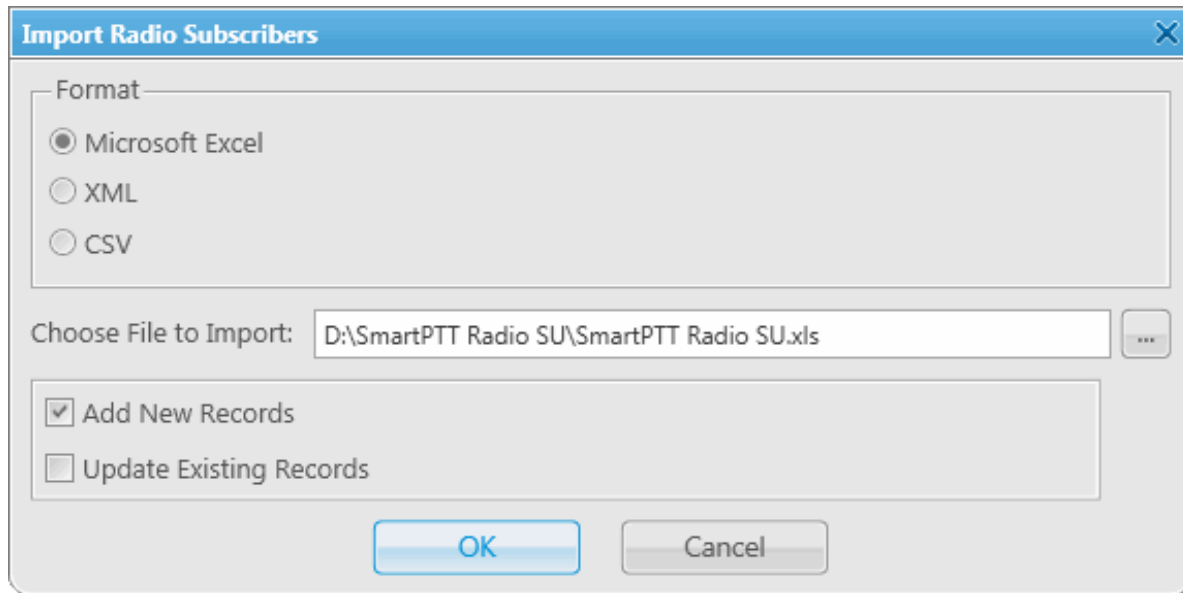 Import Radio Subscribers
Format
Microsoft Excel
XML
CSV
Choose File to Import: D:\SmartPTT Radio SU\SmartPTT Radio SU.xls ...
Add New Records
Update Existing Records
OK Cancel